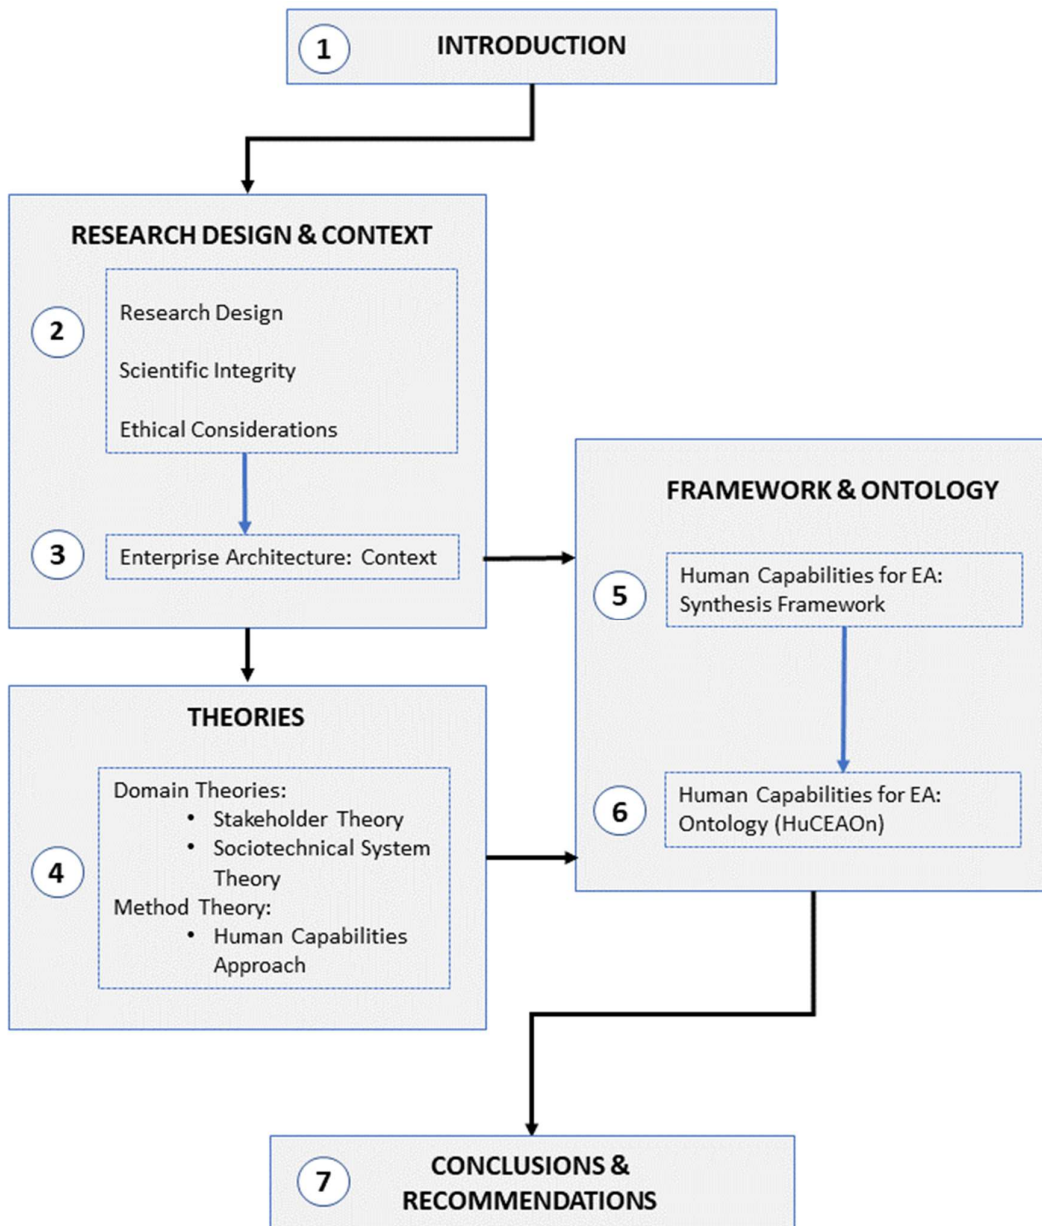 1
INTRODUCTION
RESEARCH DESIGN & CONTEXT
2
Research Design
Scientific Integrity
Ethical Considerations
3
Enterprise Architecture: Context
THEORIES
4
Domain Theories:
• Stakeholder Theory
• Sociotechnical System
Theory
Method Theory:
• Human Capabilities
Approach
FRAMEWORK & ONTOLOGY
5
Human Capabilities for EA:
Synthesis Framework
6
Human Capabilities for EA:
Ontology (HuCEAOn)
7
CONCLUSIONS &
RECOMMENDATIONS